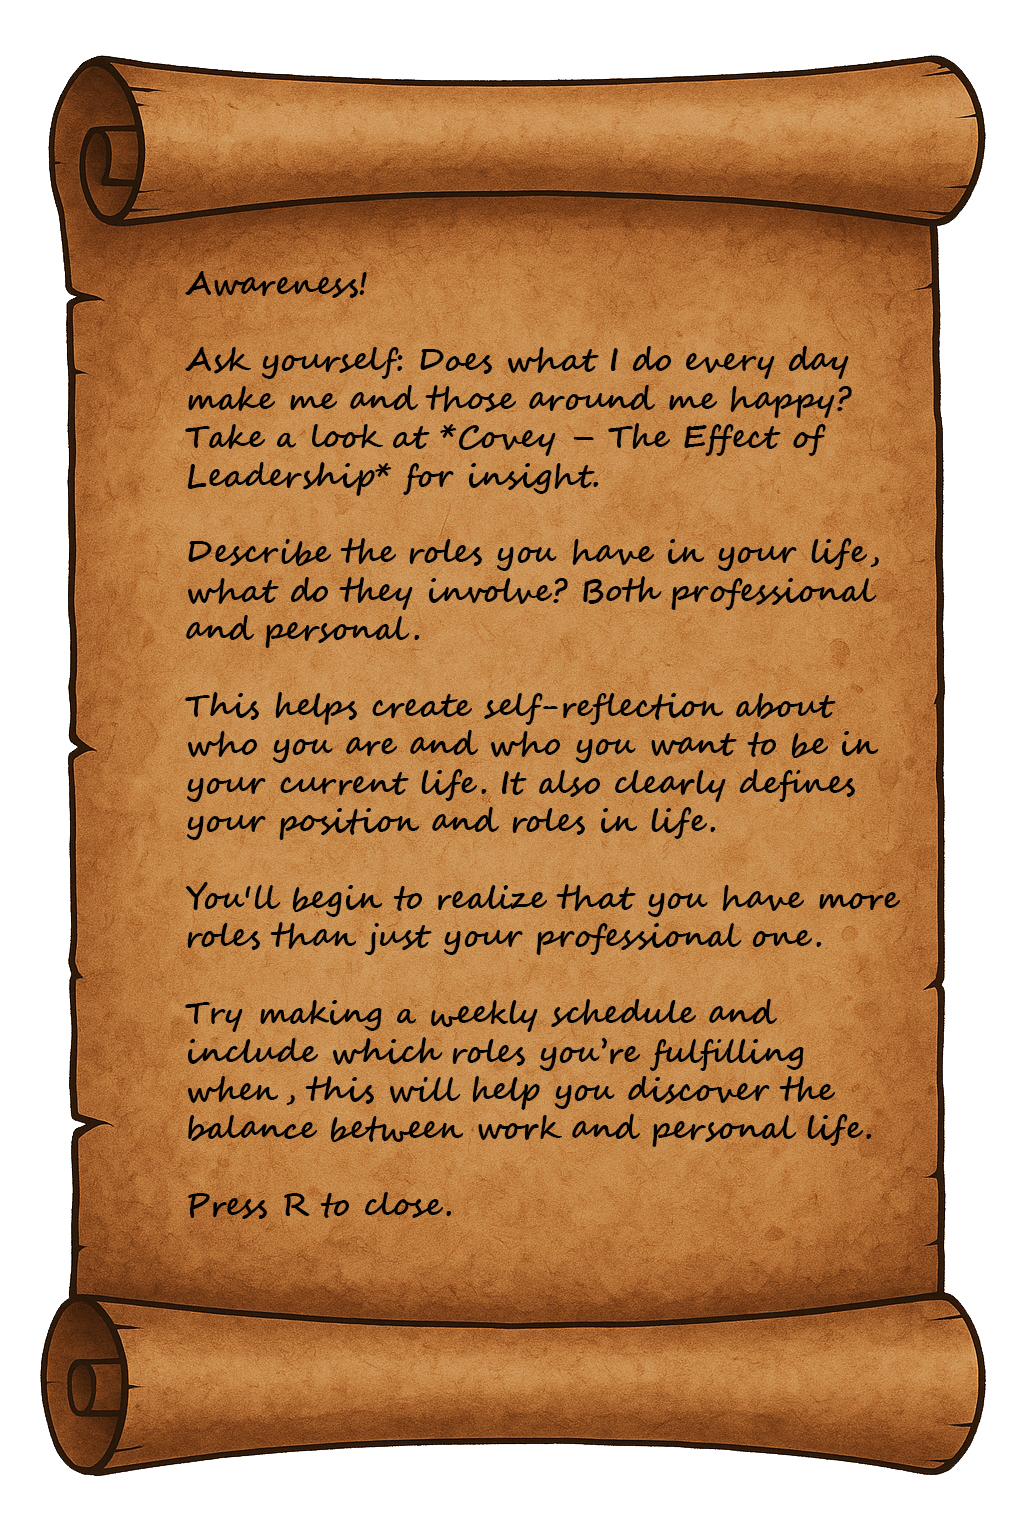 Awareness!
Ask yourself: Does what I do every day
make me and those around me happy?
Take a look at *Covey – The Effect of
Leadership* for insight.
Describe the roles you have in your life,
what do they involve? Both professional
and personal.
This helps create self-reflection about
who you are and who you want to be in
your current life. It also clearly defines
your position and roles in life.
You'll begin to realize that you have more
roles than just your professional one.
Try making a weekly schedule and
include which roles you’re fulfilling
when , this will help you discover the
balance between work and personal life.
Press R to close.